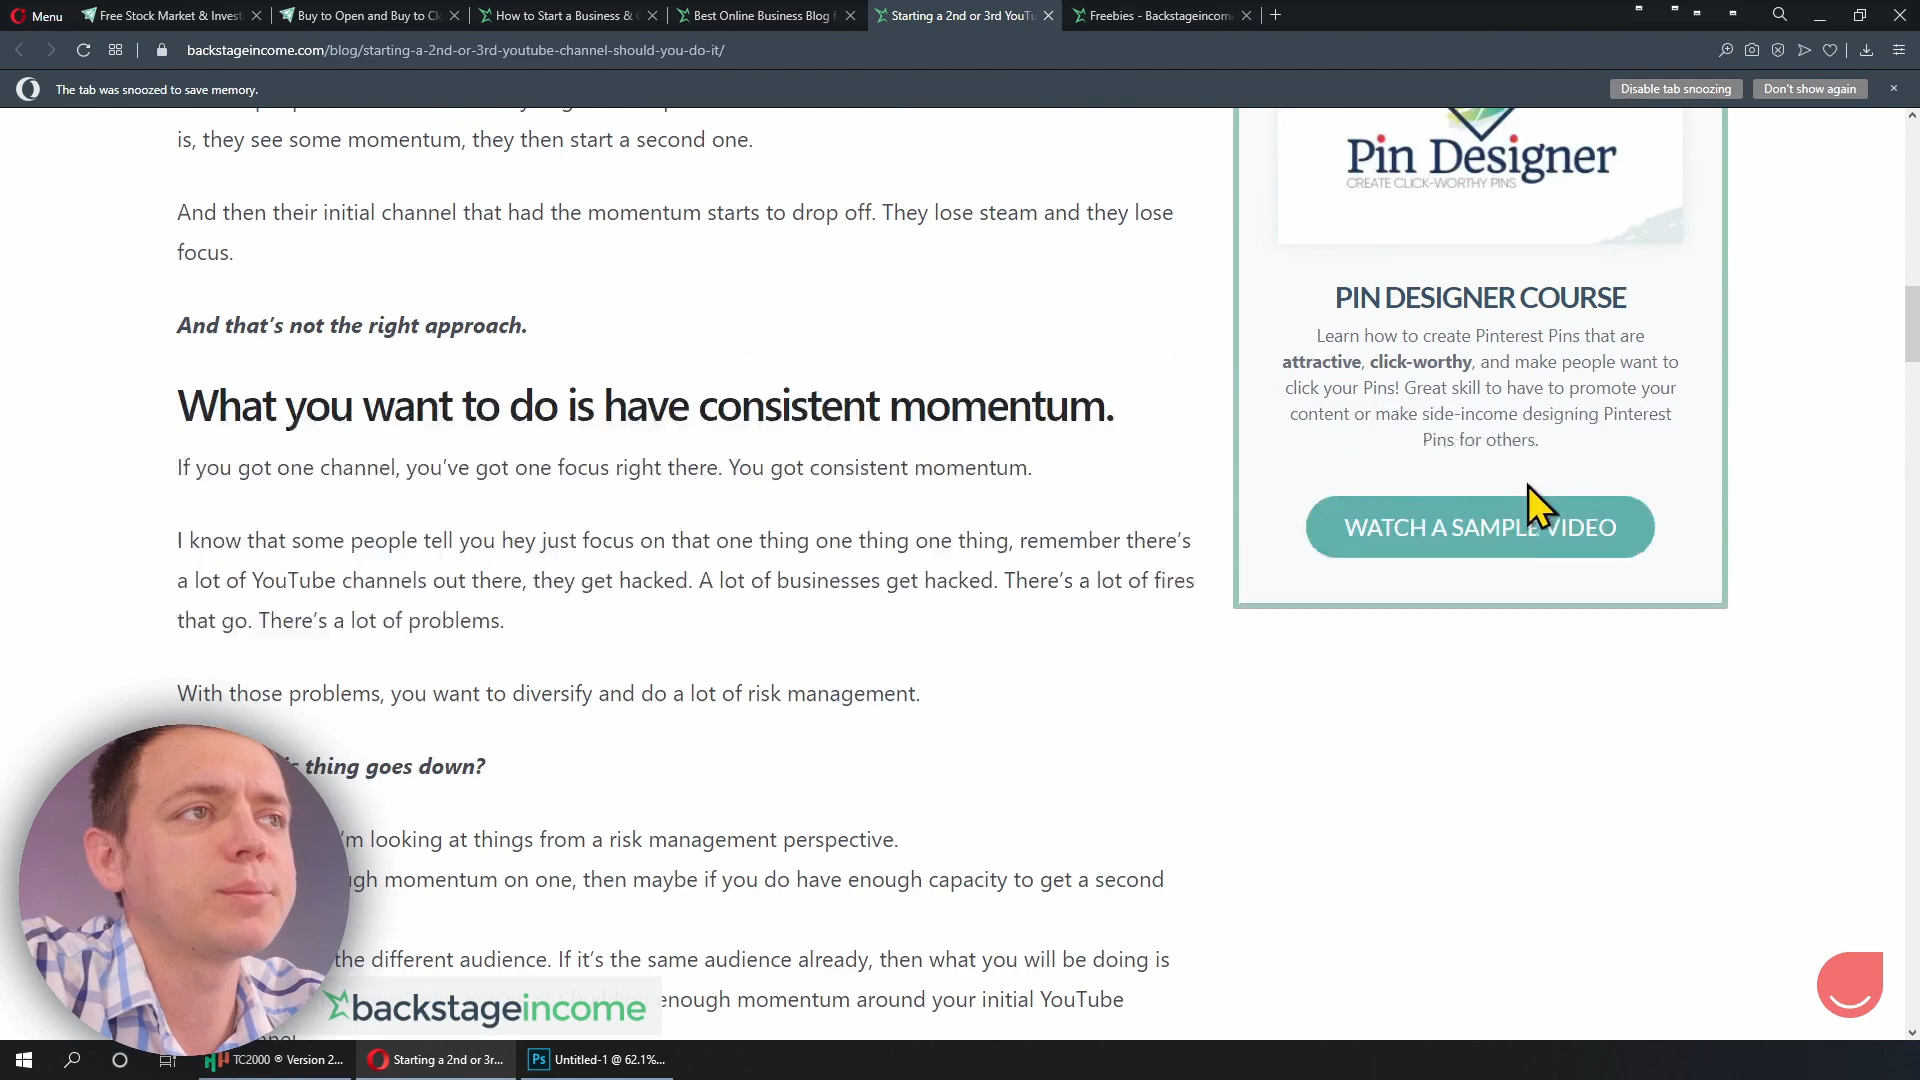 Menu
Free Stock Market & Invest
Buy to Open and Buy to Cl
How to Start a Business &
Best Online Business Blog
Starting a 2nd or 3rd YouTu
Freebies - Backstageincom
backstageincome.com/blog/starting-a-2nd-or-3rd-youtube-channel-should-you-do-it/
The tab was snoozed to save memory.
Disable tab snoozing
Don't show again
is, they see some momentum, they then start a second one.
And then their initial channel that had the momentum starts to drop off. They lose steam and they lose
focus.
And that's not the right approach.
What you want to do is have consistent momentum.
If you got one channel, you've got one focus right there. You got consistent momentum.
I know that some people tell you hey just focus on that one thing one thing one thing, remember there's
a lot of YouTube channels out there, they get hacked. A lot of businesses get hacked. There's a lot of fires
that go. There's a lot of problems.
With those problems, you want to diversify and do a lot of risk management.
thing goes down?
I'm looking at things from a risk management perspective.
momentum on one, then maybe if you do have enough capacity to get a second
the different audience. If it's the same audience already, then what you will be doing is
enough momentum around your initial YouTube
backstageincome
Pin Designer
CREATE CLICK-WORTHY PINS
PIN DESIGNER COURSE
Learn how to create Pinterest Pins that are
attractive, click-worthy, and make people want to
click your Pins! Great skill to have to promote your
content or make side-income designing Pinterest
Pins for others.
WATCH A SAMPLE VIDEO
TC2000 ® Version 2...
Starting a 2nd or 3r...
Ps
Untitled-1 @ 62.1%...